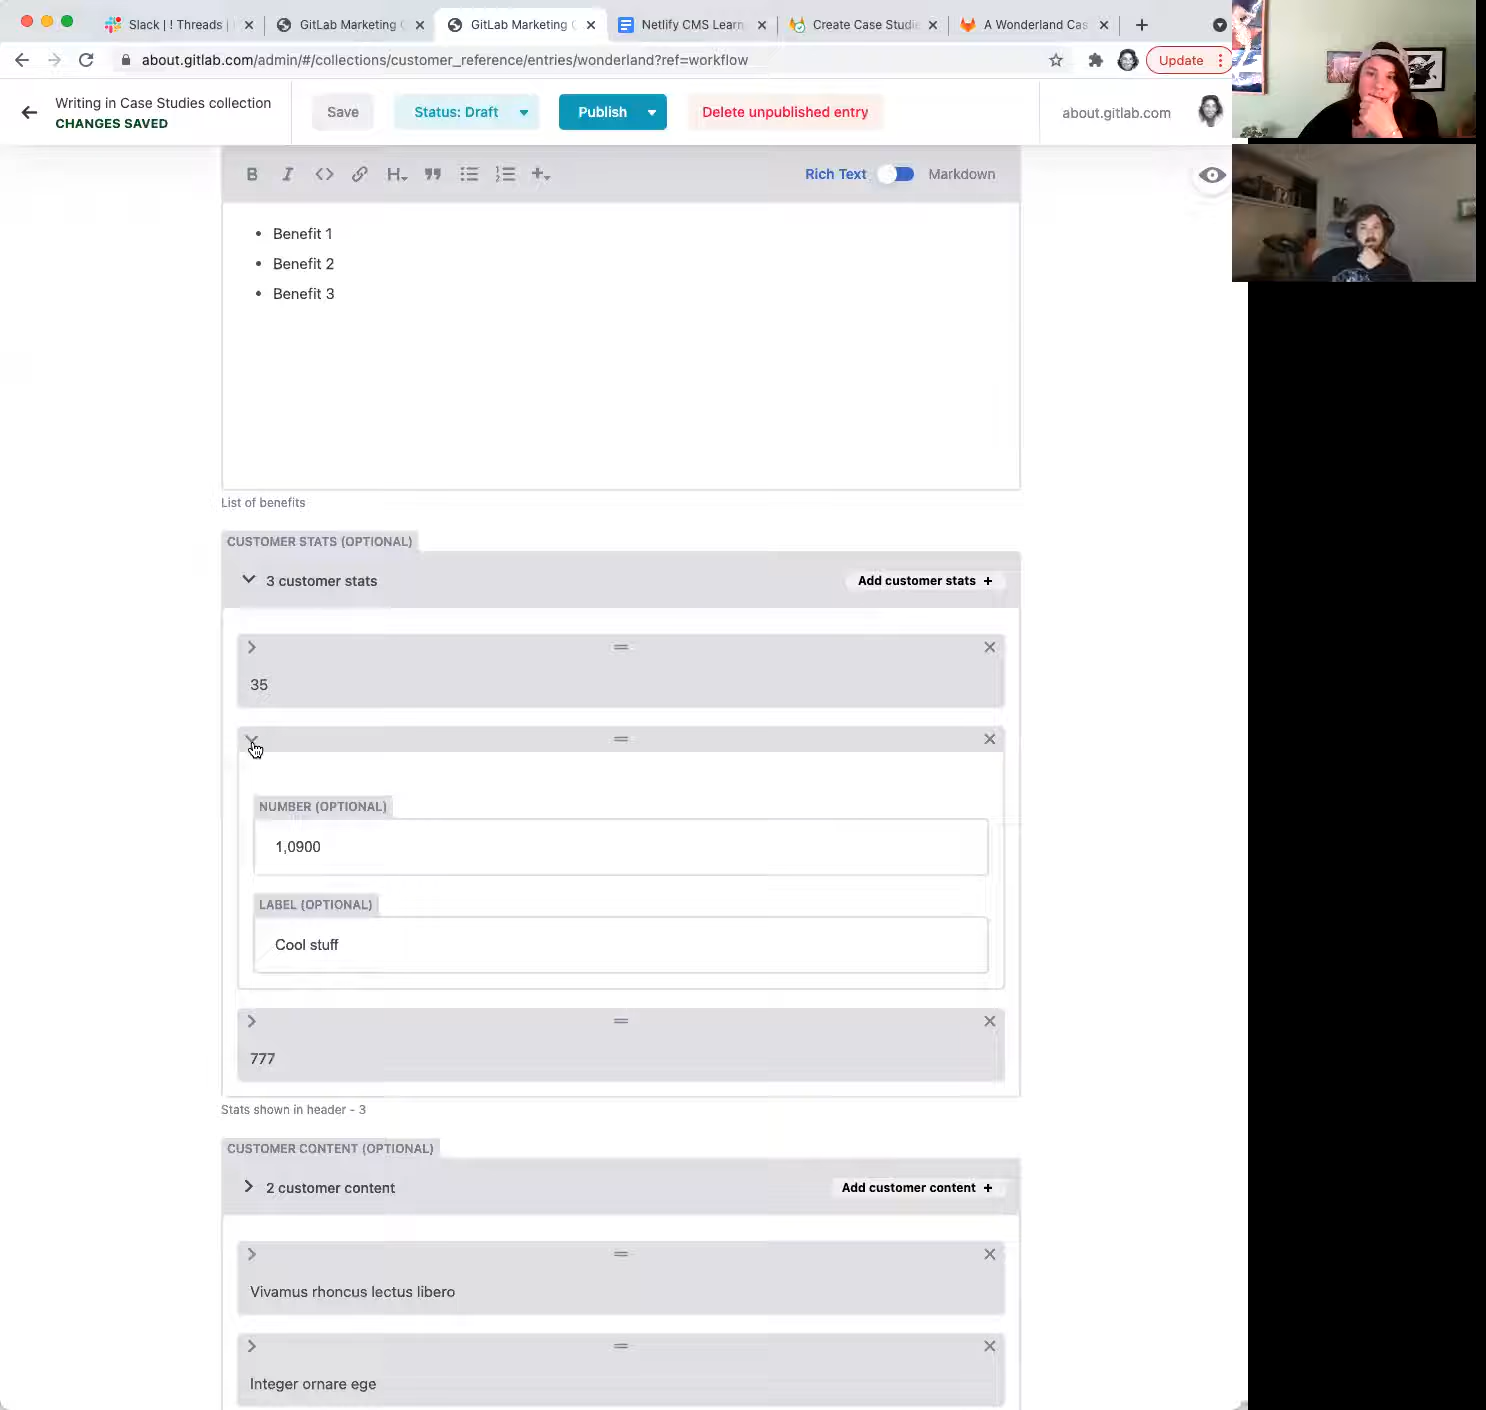 Slack | ! Threads |
GitLab Marketing
GitLab Marketing
Netlify CMS Learn
Create Case Studie
A Wonderland Cas
about.gitlab.com/admin/#/collections/customer_reference/entries/wonderland?ref=workflow
Update
Writing in Case Studies collection
CHANGES SAVED
Save
Status: Draft
Publish
Delete unpublished entry
about.gitlab.com
Rich Text
Markdown
Benefit 1
Benefit 2
Benefit 3
List of benefits
CUSTOMER STATS (OPTIONAL)
3 customer stats
Add customer stats +
35
NUMBER (OPTIONAL)
1,0900
LABEL (OPTIONAL)
Cool stuff
777
Stats shown in header - 3
CUSTOMER CONTENT (OPTIONAL)
2 customer content
Add customer content +
Vivamus rhoncus lectus libero
Integer ornare ege